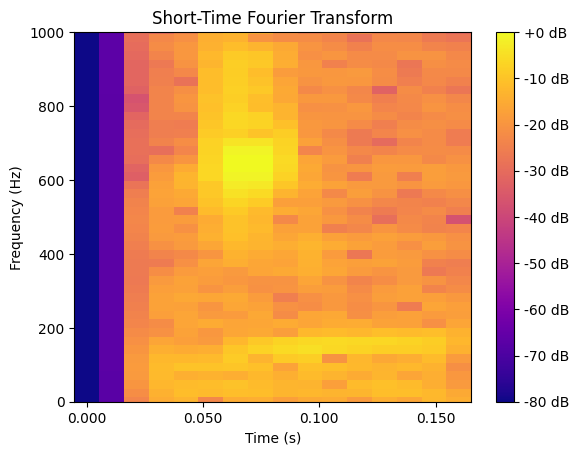 Short-Time Fourier Transform
1000
800
600
400
200
0
Frequency (Hz)
0.000
0.050
0.100
0.150
Time (s)
+0 dB
-10 dB
-20 dB
-30 dB
-40 dB
-50 dB
-60 dB
-70 dB
-80 dB